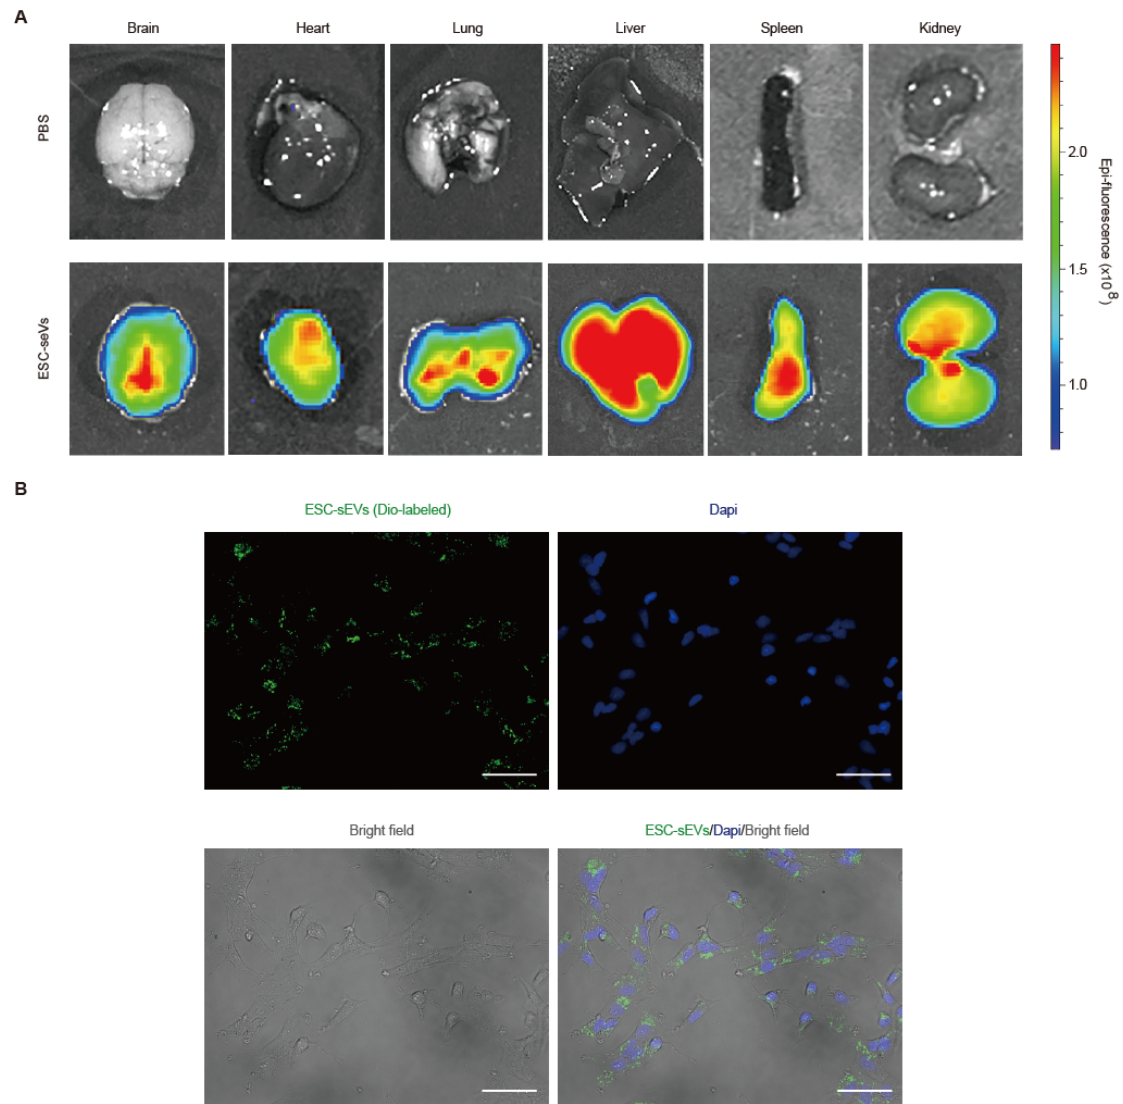 A
Brain Heart Lung Liver Spleen Kidney
PBS
ESC-seVs
2.0
1.5
1.0
Epi-fluorescence (x10 8)
B
ESC-sEVs (Dio-labeled) Dapi
Bright field ESC-sEVs/Dapi/Bright field